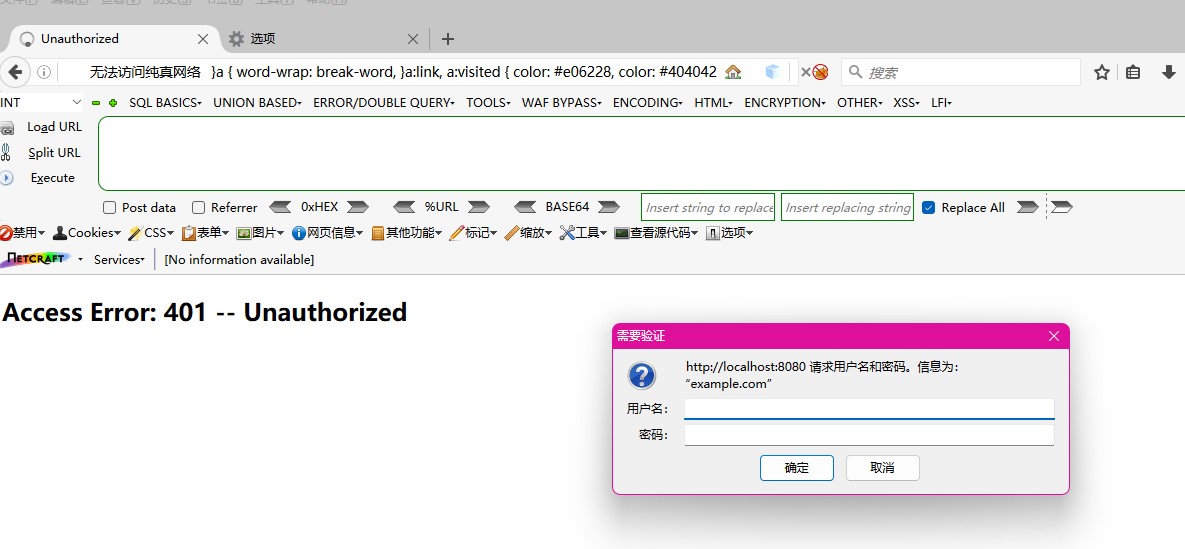 Unauthorized
选项
无法访问纯真网络 }a { word-wrap: break-word, }a:link, a:visited { color: #e06228, color: #404042
搜索
INT SQL BASICS UNION BASED ERROR/DOUBLE QUERY TOOLS WAF BYPASS ENCODING HTML ENCRYPTION OTHER XSS LFI
Load URL
Split URL
Execute
Post data Referrer 0xHEX %URL BASE64 Insert string to replace Insert replacing string Replace All
禁用 Cookies CSS 表单 图片 网页信息 其他功能 标记 缩放 工具 查看源代码 选项
NETCRAFT Services [No information available]
Access Error: 401 -- Unauthorized
需要验证
http://localhost:8080 请求用户名和密码。信息为：
“example.com”
用户名：
密码：
确定 取消